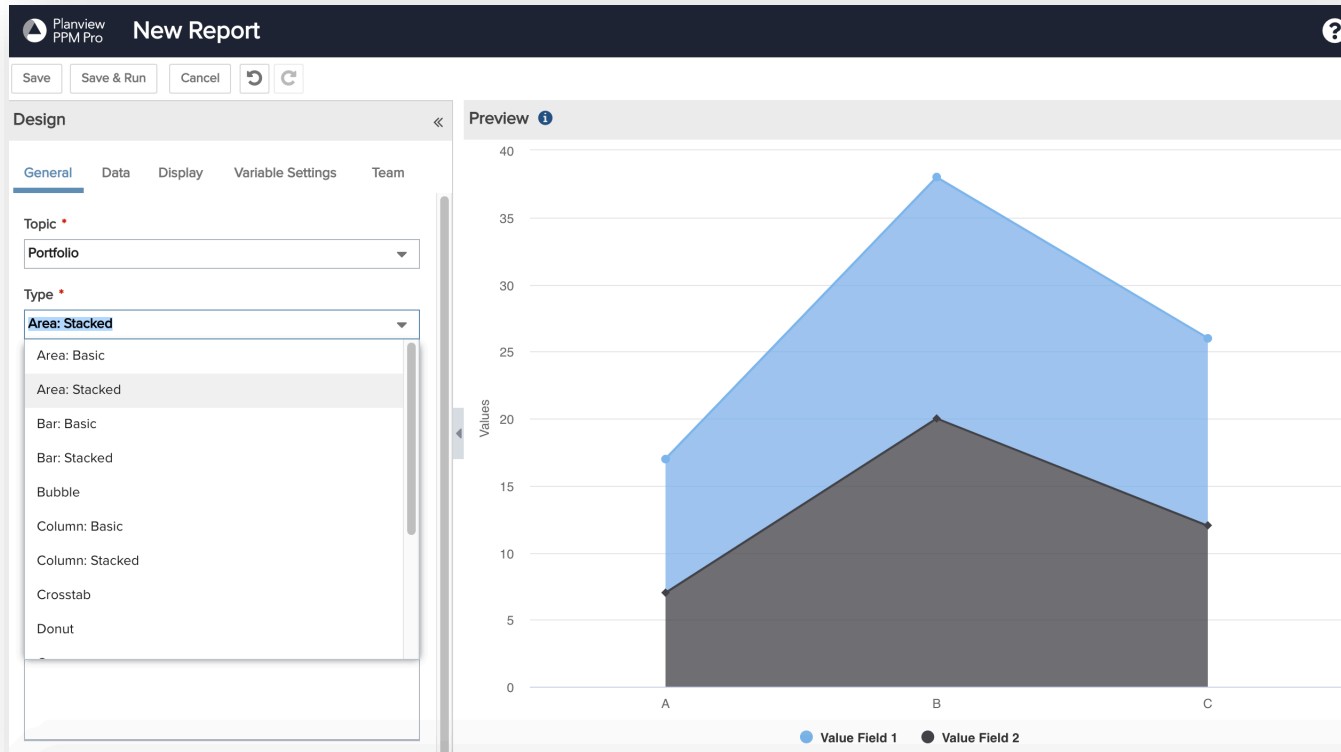 Planview
PPM Pro
New Report
Save
Save & Run
Cancel
Design
General
Data
Display
Variable Settings
Team
Topic *
Portfolio
Type *
Area: Stacked
Area: Basic
Area: Stacked
Bar: Basic
Bar: Stacked
Bubble
Column: Basic
Column: Stacked
Crosstab
Donut
Preview
40
35
30
25
20
15
10
5
0
Values
A
B
C
Value Field 1
Value Field 2